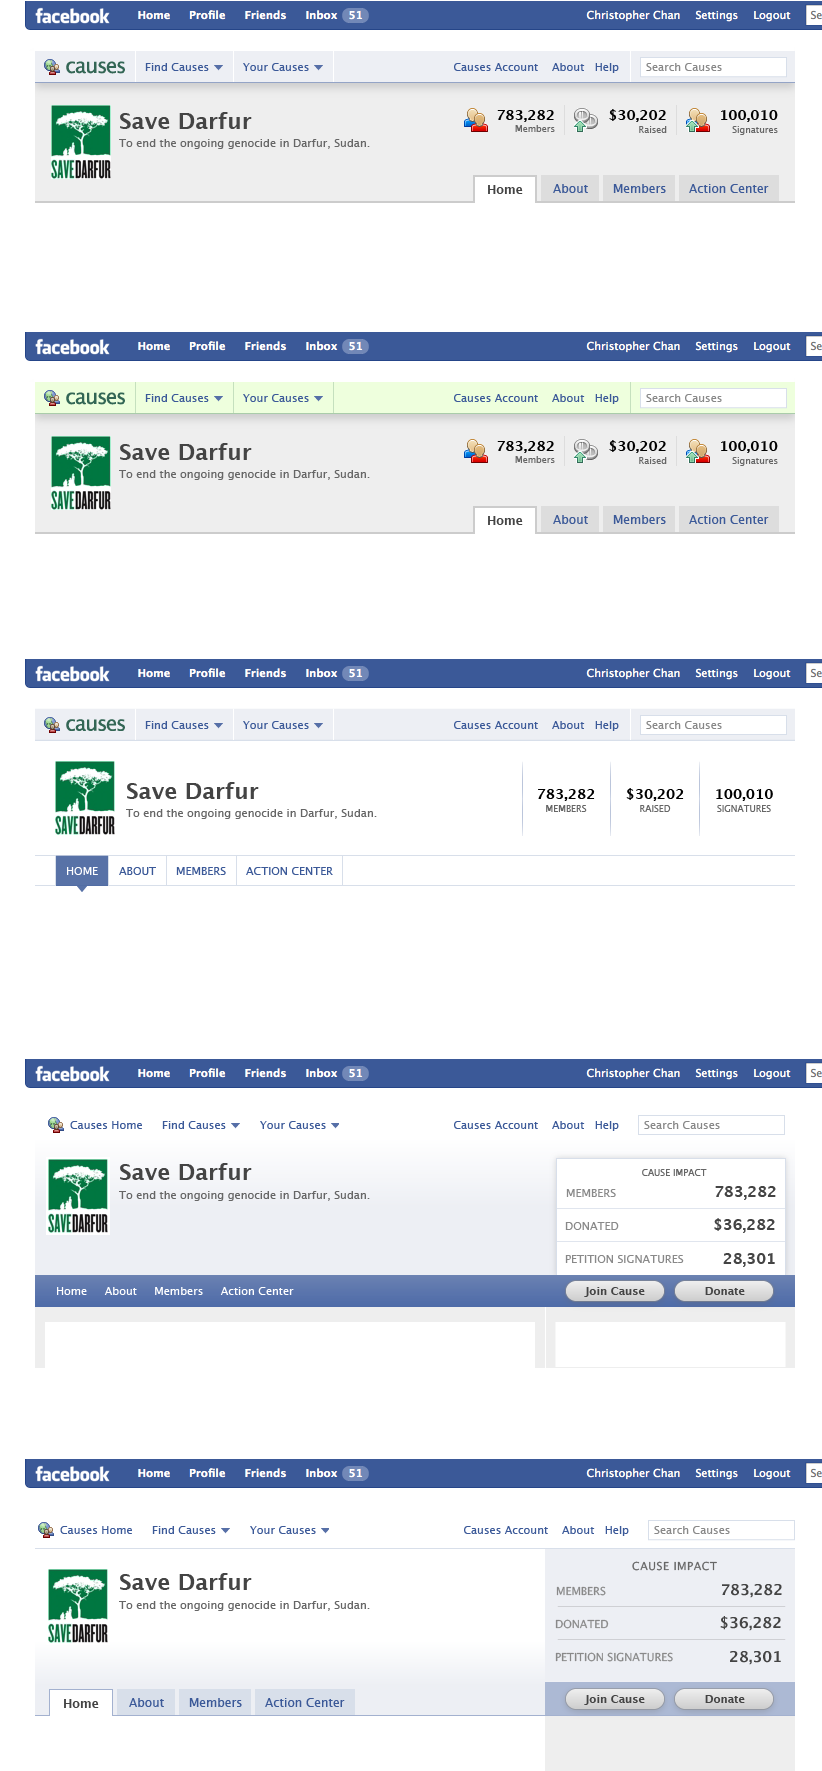 facebook Home Profile Friends Inbox 51 Christopher Chan Settings Logout Se
causes Find Causes Your Causes Causes Account About Help Search Causes
Save Darfur 783,282 $30,202 100,010
To end the ongoing genocide in Darfur, Sudan. Members Raised Signatures
SAVEDARFUR
Home About Members Action Center
facebook Home Profile Friends Inbox 51 Christopher Chan Settings Logout Se
causes Find Causes Your Causes Causes Account About Help Search Causes
Save Darfur 783,282 $30,202 100,010
To end the ongoing genocide in Darfur, Sudan. Members Raised Signatures
SAVEDARFUR
Home About Members Action Center
facebook Home Profile Friends Inbox 51 Christopher Chan Settings Logout Se
causes Find Causes Your Causes Causes Account About Help Search Causes
Save Darfur 783,282 $30,202 100,010
To end the ongoing genocide in Darfur, Sudan. MEMBERS RAISED SIGNATURES
SAVEDARFUR
HOME ABOUT MEMBERS ACTION CENTER
facebook Home Profile Friends Inbox 51 Christopher Chan Settings Logout Se
Causes Home Find Causes Your Causes Causes Account About Help Search Causes
Save Darfur
To end the ongoing genocide in Darfur, Sudan.
SAVEDARFUR
CAUSE IMPACT
MEMBERS 783,282
DONATED $36,282
PETITION SIGNATURES 28,301
Home About Members Action Center Join Cause Donate
facebook Home Profile Friends Inbox 51 Christopher Chan Settings Logout Se
Causes Home Find Causes Your Causes Causes Account About Help Search Causes
Save Darfur
To end the ongoing genocide in Darfur, Sudan.
SAVEDARFUR
CAUSE IMPACT
MEMBERS 783,282
DONATED $36,282
PETITION SIGNATURES 28,301
Home About Members Action Center Join Cause Donate